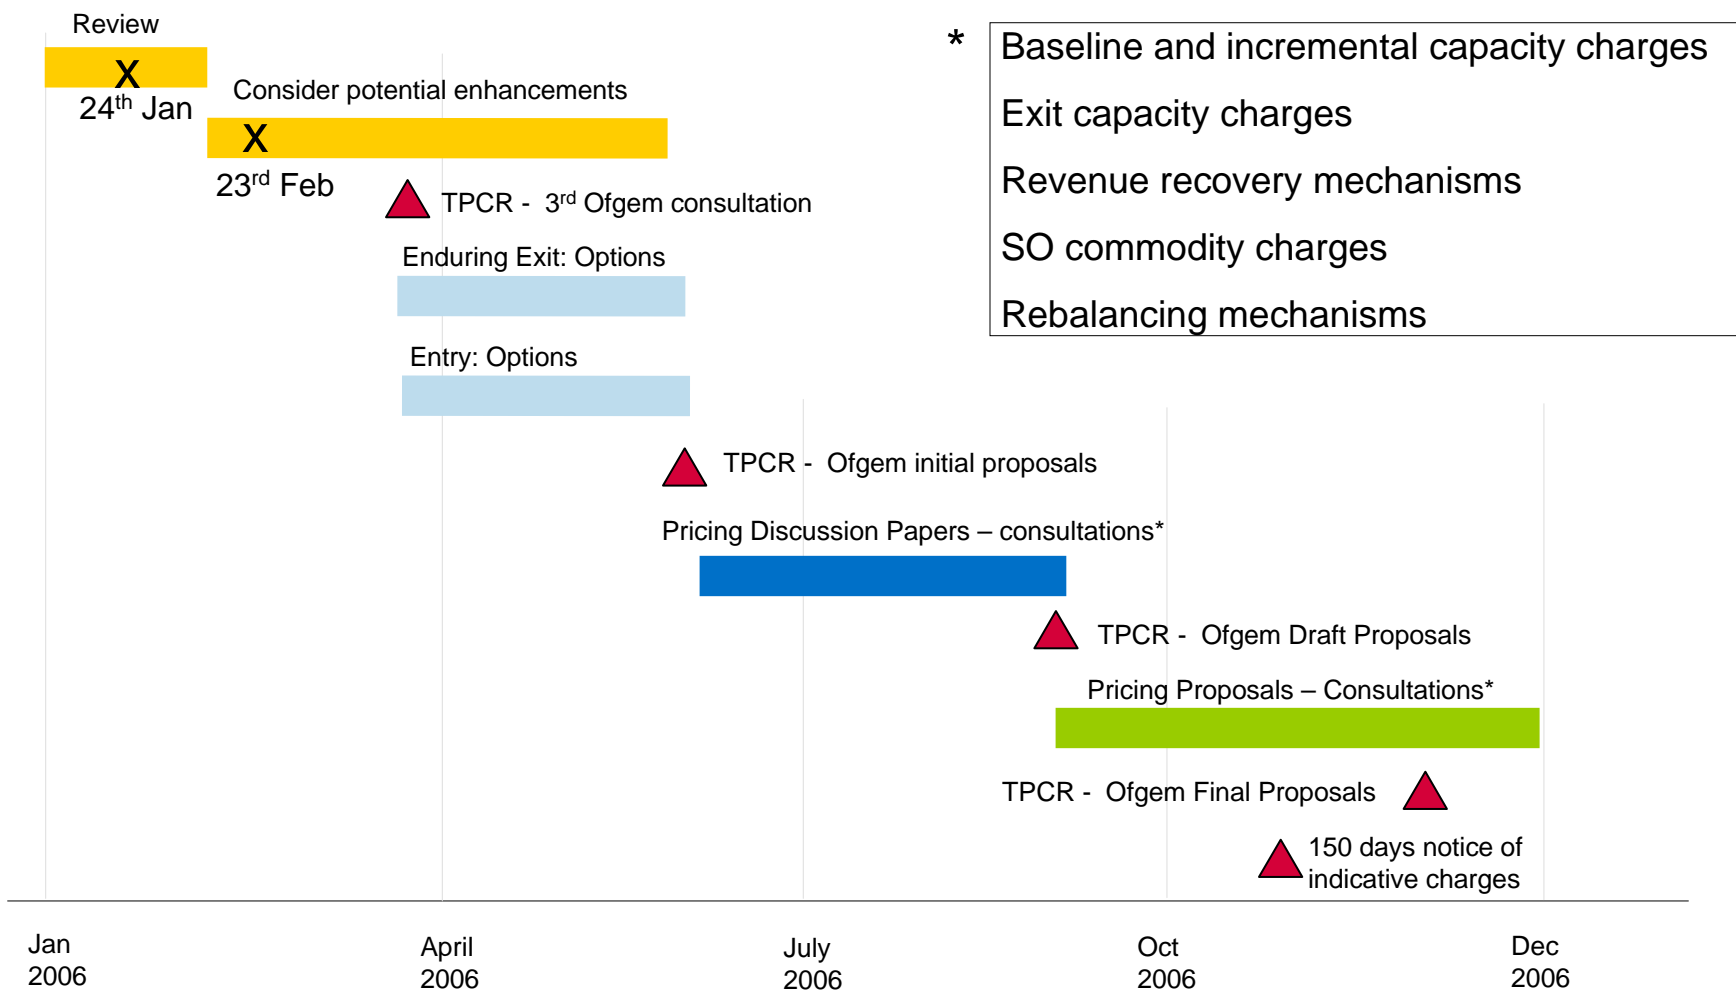 Review
X
24th Jan
Consider potential enhancements
X
23rd Feb
* Baseline and incremental capacity charges
Exit capacity charges
Revenue recovery mechanisms
SO commodity charges
Rebalancing mechanisms
TPCR - 3rd Ofgem consultation
Enduring Exit: Options
Entry: Options
TPCR - Ofgem initial proposals
Pricing Discussion Papers – consultations*
TPCR - Ofgem Draft Proposals
Pricing Proposals – Consultations*
TPCR - Ofgem Final Proposals
150 days notice of
indicative charges
Jan
2006
April
2006
July
2006
Oct
2006
Dec
2006